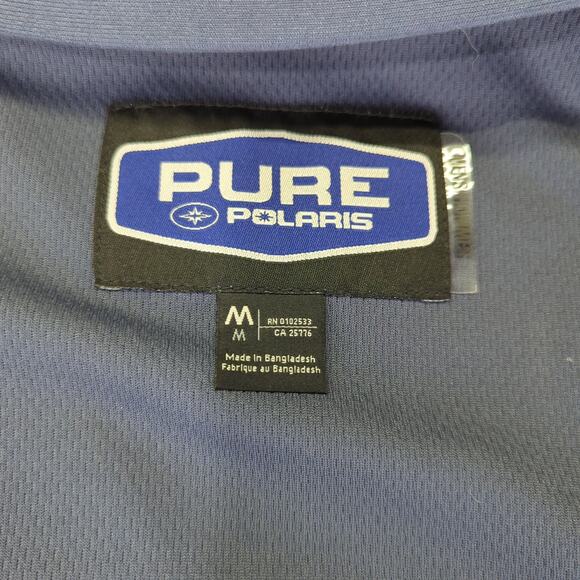 PURE
POLARIS
M
M
RN 0102533
CA 25776
Made in Bangladesh
Fabrique au Bangladesh